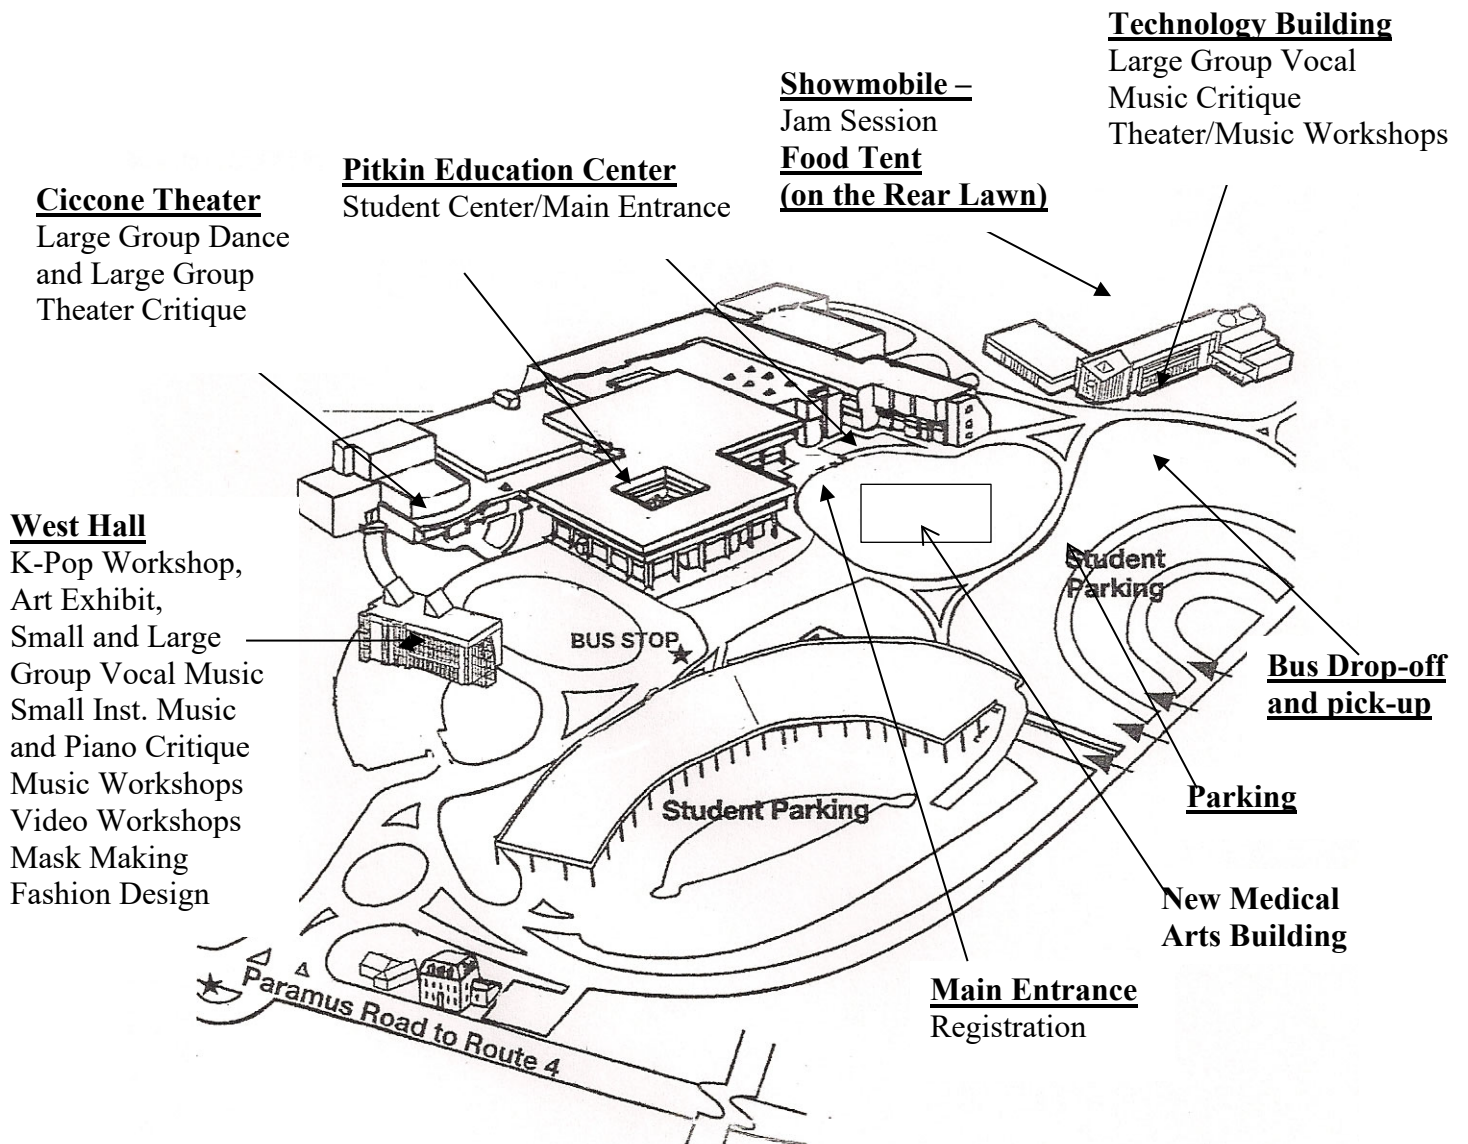 Technology Building
Large Group Vocal
Music Critique
Theater/Music Workshops
Showmobile –
Jam Session
Food Tent
(on the Rear Lawn)
Pitkin Education Center
Student Center/Main Entrance
Ciccone Theater
Large Group Dance
and Large Group
Theater Critique
West Hall
K-Pop Workshop,
Art Exhibit,
Small and Large
Group Vocal Music
Small Inst. Music
and Piano Critique
Music Workshops
Video Workshops
Mask Making
Fashion Design
Student
Parking
BUS STOP
Bus Drop-off
and pick-up
Parking
Student Parking
New Medical
Arts Building
Main Entrance
Registration
Paramus Road to Route 4